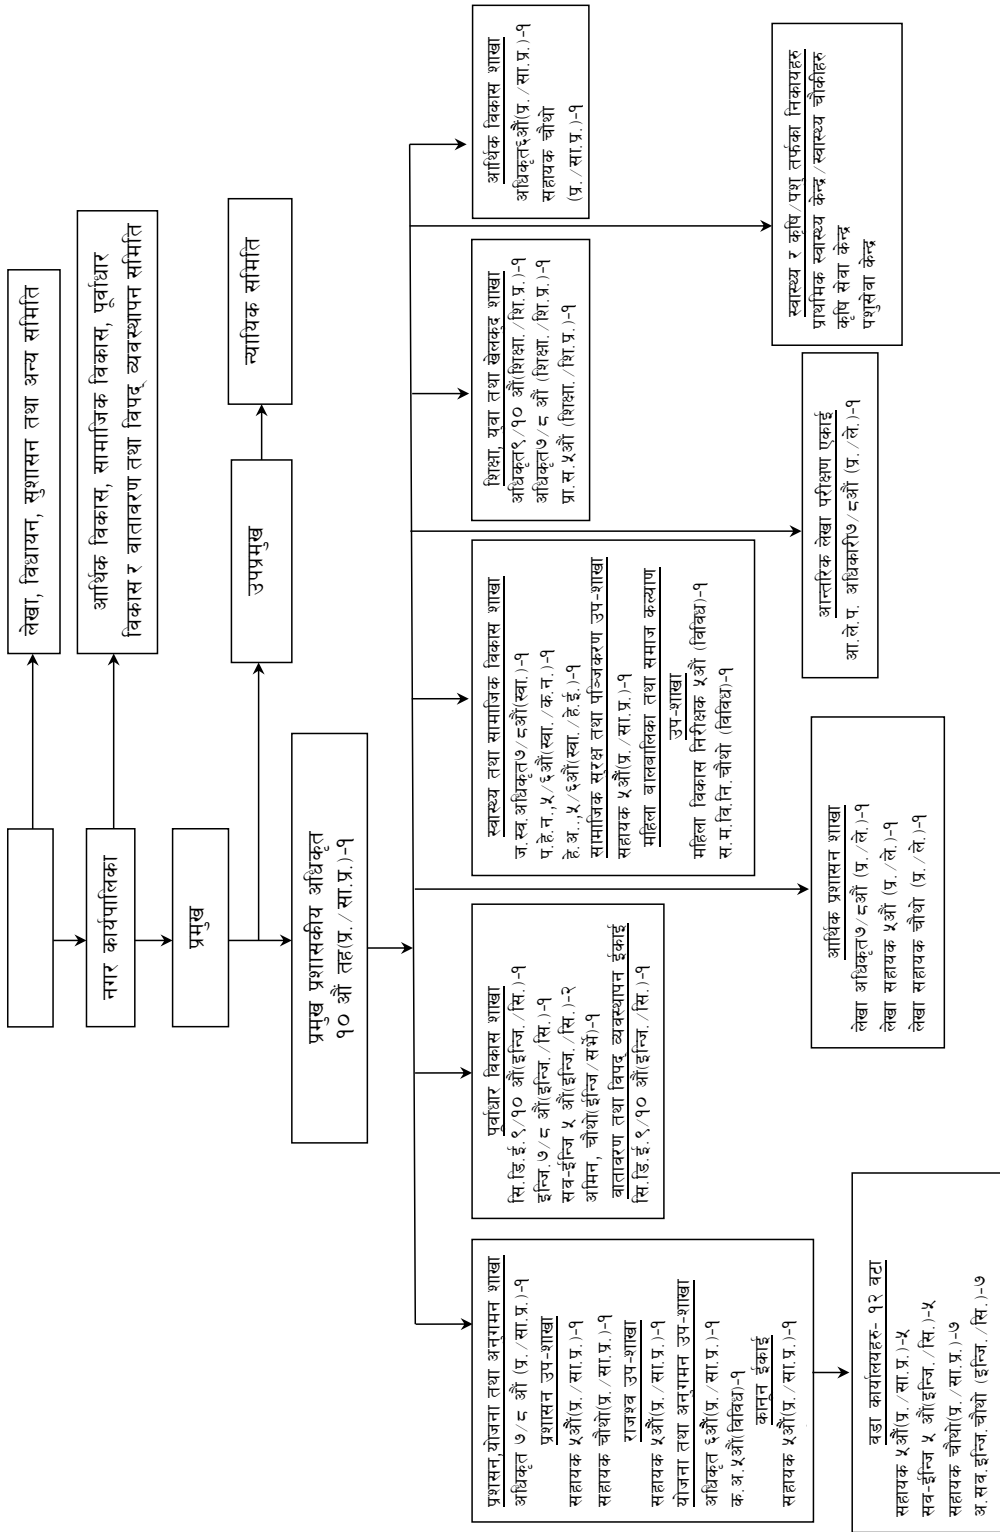 लेखा, विधायन, सुशासन तथा अन्य समिति
नगर कार्यपालिका
आर्थिक विकास, सामाजिक विकास, पूर्वाधार
विकास र वातावरण तथा विपद् व्यवस्थापन समिति
प्रमुख
उपप्रमुख
न्यायिक समिति
प्रमुख प्रशासकीय अधिकृत
१० औं तह(प्र./सा.प्र.)-१
प्रशासन,योजना तथा अनुगमन शाखा
अधिकृत ७/८ औं (प्र./सा.प्र.)-१
प्रशासन उप-शाखा
सहायक ५औं(प्र./सा.प्र.)-१
सहायक चौथो(प्र./सा.प्र.)-१
राजश्व उप-शाखा
सहायक ५औं(प्र./सा.प्र.)-१
योजना तथा अनुगमन उप-शाखा
अधिकृत ६औं(प्र./सा.प्र.)-१
क.अ.५औं(विविध)-१
कानून ईकाई
सहायक ५औं(प्र./सा.प्र.)-१
पूर्वाधार विकास शाखा
सि.डि.ई.९/१० औं(इन्जि./सि.)-१
इन्जि.७/८ औं(इन्जि./सि.)-१
सव-ईन्जि ५ औं(इन्जि./सि.)-२
अमिन, चौथो(इन्जि/सर्भे)-१
वातावरण तथा विपद् व्यवस्थापन ईकाई
सि.डि.ई.९/१० औं(इन्जि./सि.)-१
स्वास्थ्य तथा सामाजिक विकास शाखा
ज.स्व.अधिकृत७/८औं(स्वा.)-१
प.हे.न.,५/६औं(स्वा./क.न.)-१
हे.अ..,५/६औं(स्वा./हे.ई.)-१
सामाजिक सुरक्ष तथा पञ्जिकरण उप-शाखा
सहायक ५औं(प्र./सा.प्र.)-१
महिला बालबालिका तथा समाज कल्याण
उप-शाखा
महिला विकास निरीक्षक ५औं (विविध)-१
स.म.वि.नि.चौथो (विविध)-१
शिक्षा, युवा तथा खेलकुद शाखा
अधिकृत९/१० औं(शिक्षा./शि.प्र.)-१
अधिकृत७/८ औं (शिक्षा./शि.प्र.)-१
प्रा.स.५औं (शिक्षा./शि.प्र.)-१
आर्थिक विकास शाखा
अधिकृत६औं(प्र./सा.प्र.)-१
सहायक चौथो
(प्र./सा.प्र.)-१
वडा कार्यालयहरु- १२ वटा
सहायक ५औं(प्र./सा.प्र.)-५
सव-ईन्जि ५ औं(इन्जि./सि.)-५
सहायक चौथो(प्र./सा.प्र.)-७
अ.सव.इन्जि.चौथो (इन्जि./सि.)-७
आर्थिक प्रशासन शाखा
लेखा अधिकृत७/८औं (प्र./ले.)-१
लेखा सहायक ५औं (प्र./ले.)-१
लेखा सहायक चौथो (प्र./ले.)-१
आन्तरिक लेखा परीक्षण एकाई
आ.ले.प. अधिकारी७/८औं (प्र./ले.)-१
स्वास्थ्य र कृषि/पशु तर्फका निकायहरु
प्राथमिक स्वास्थ्य केन्द्र/स्वास्थ्य चौकीहरु
कृषि सेवा केन्द्र
पशुसेवा केन्द्र